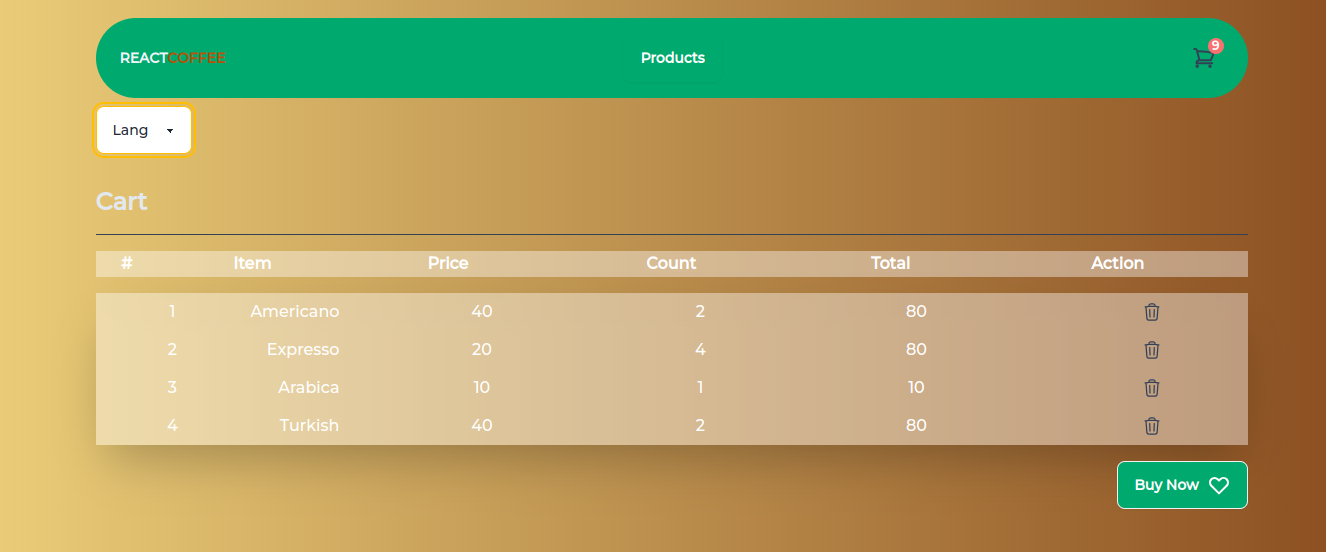 REACTCOFFEE Products 9
Lang
Cart
# Item Price Count Total Action
1 Americano 40 2 80
2 Expresso 20 4 80
3 Arabica 10 1 10
4 Turkish 40 2 80
Buy Now